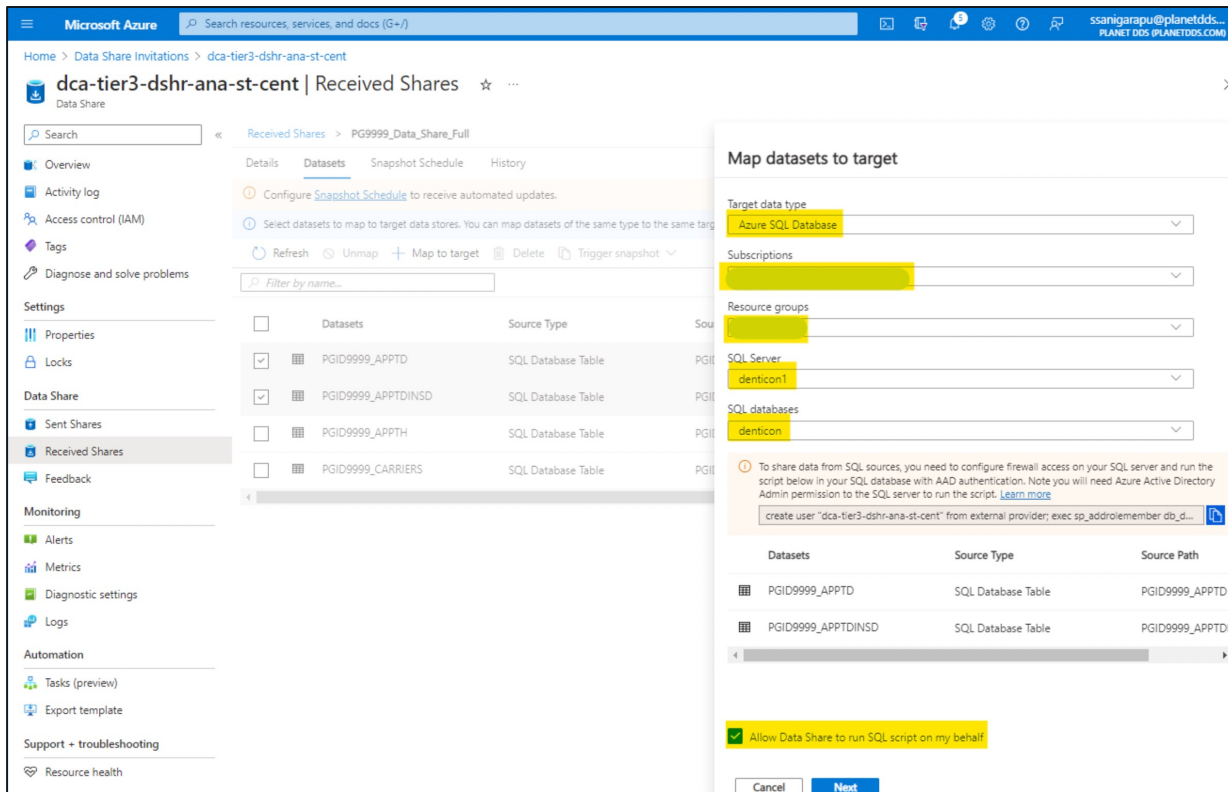 Microsoft Azure
Search resources, services, and docs (G+/)
5
ssanigarapu@planetdds...
PLANET DDS (PLANETDDS.COM)
Home > Data Share Invitations > dca-tier3-dshr-ana-st-cent
dca-tier3-dshr-ana-st-cent | Received Shares
Data Share
Search
Overview
Activity log
Access control (IAM)
Tags
Diagnose and solve problems
Settings
Properties
Locks
Data Share
Sent Shares
Received Shares
Feedback
Monitoring
Alerts
Metrics
Diagnostic settings
Logs
Automation
Tasks (preview)
Export template
Support + troubleshooting
Resource health
Received Shares > PG9999_Data_Share_Full
Details Datasets Snapshot Schedule History
Configure Snapshot Schedule to receive automated updates.
Select datasets to map to target data stores. You can map datasets of the same type to the same targ
Refresh Unmap Map to target Delete Trigger snapshot
Filter by name...
Datasets Source Type Sou
PGID9999_APPTD SQL Database Table PGI
PGID9999_APPTDINSD SQL Database Table PGI
PGID9999_APPTH SQL Database Table PGI
PGID9999_CARRIERS SQL Database Table PGI
Map datasets to target
Target data type
Azure SQL Database
Subscriptions
Resource groups
SQL Server
denticon1
SQL databases
denticon
To share data from SQL sources, you need to configure firewall access on your SQL server and run the
script below in your SQL database with AAD authentication. Note you will need Azure Active Directory
Admin permission to the SQL server to run the script. Learn more
create user "dca-tier3-dshr-ana-st-cent" from external provider; exec sp_addrolemember db_d...
Datasets Source Type Source Path
PGID9999_APPTD SQL Database Table PGID9999_APPTD
PGID9999_APPTDINSD SQL Database Table PGID9999_APPTD
Allow Data Share to run SQL script on my behalf
Cancel Next